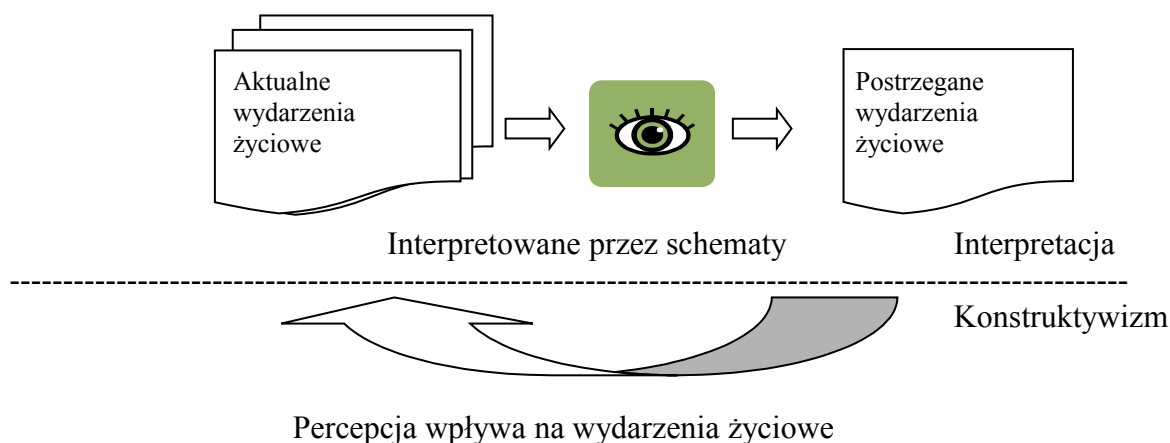 Aktualne
wydarzenia
życiowe
Postrzegane
wydarzenia
życiowe
Interpretowane przez schematy
Interpretacja
Konstruktywizm
Percepcja wpływa na wydarzenia życiowe